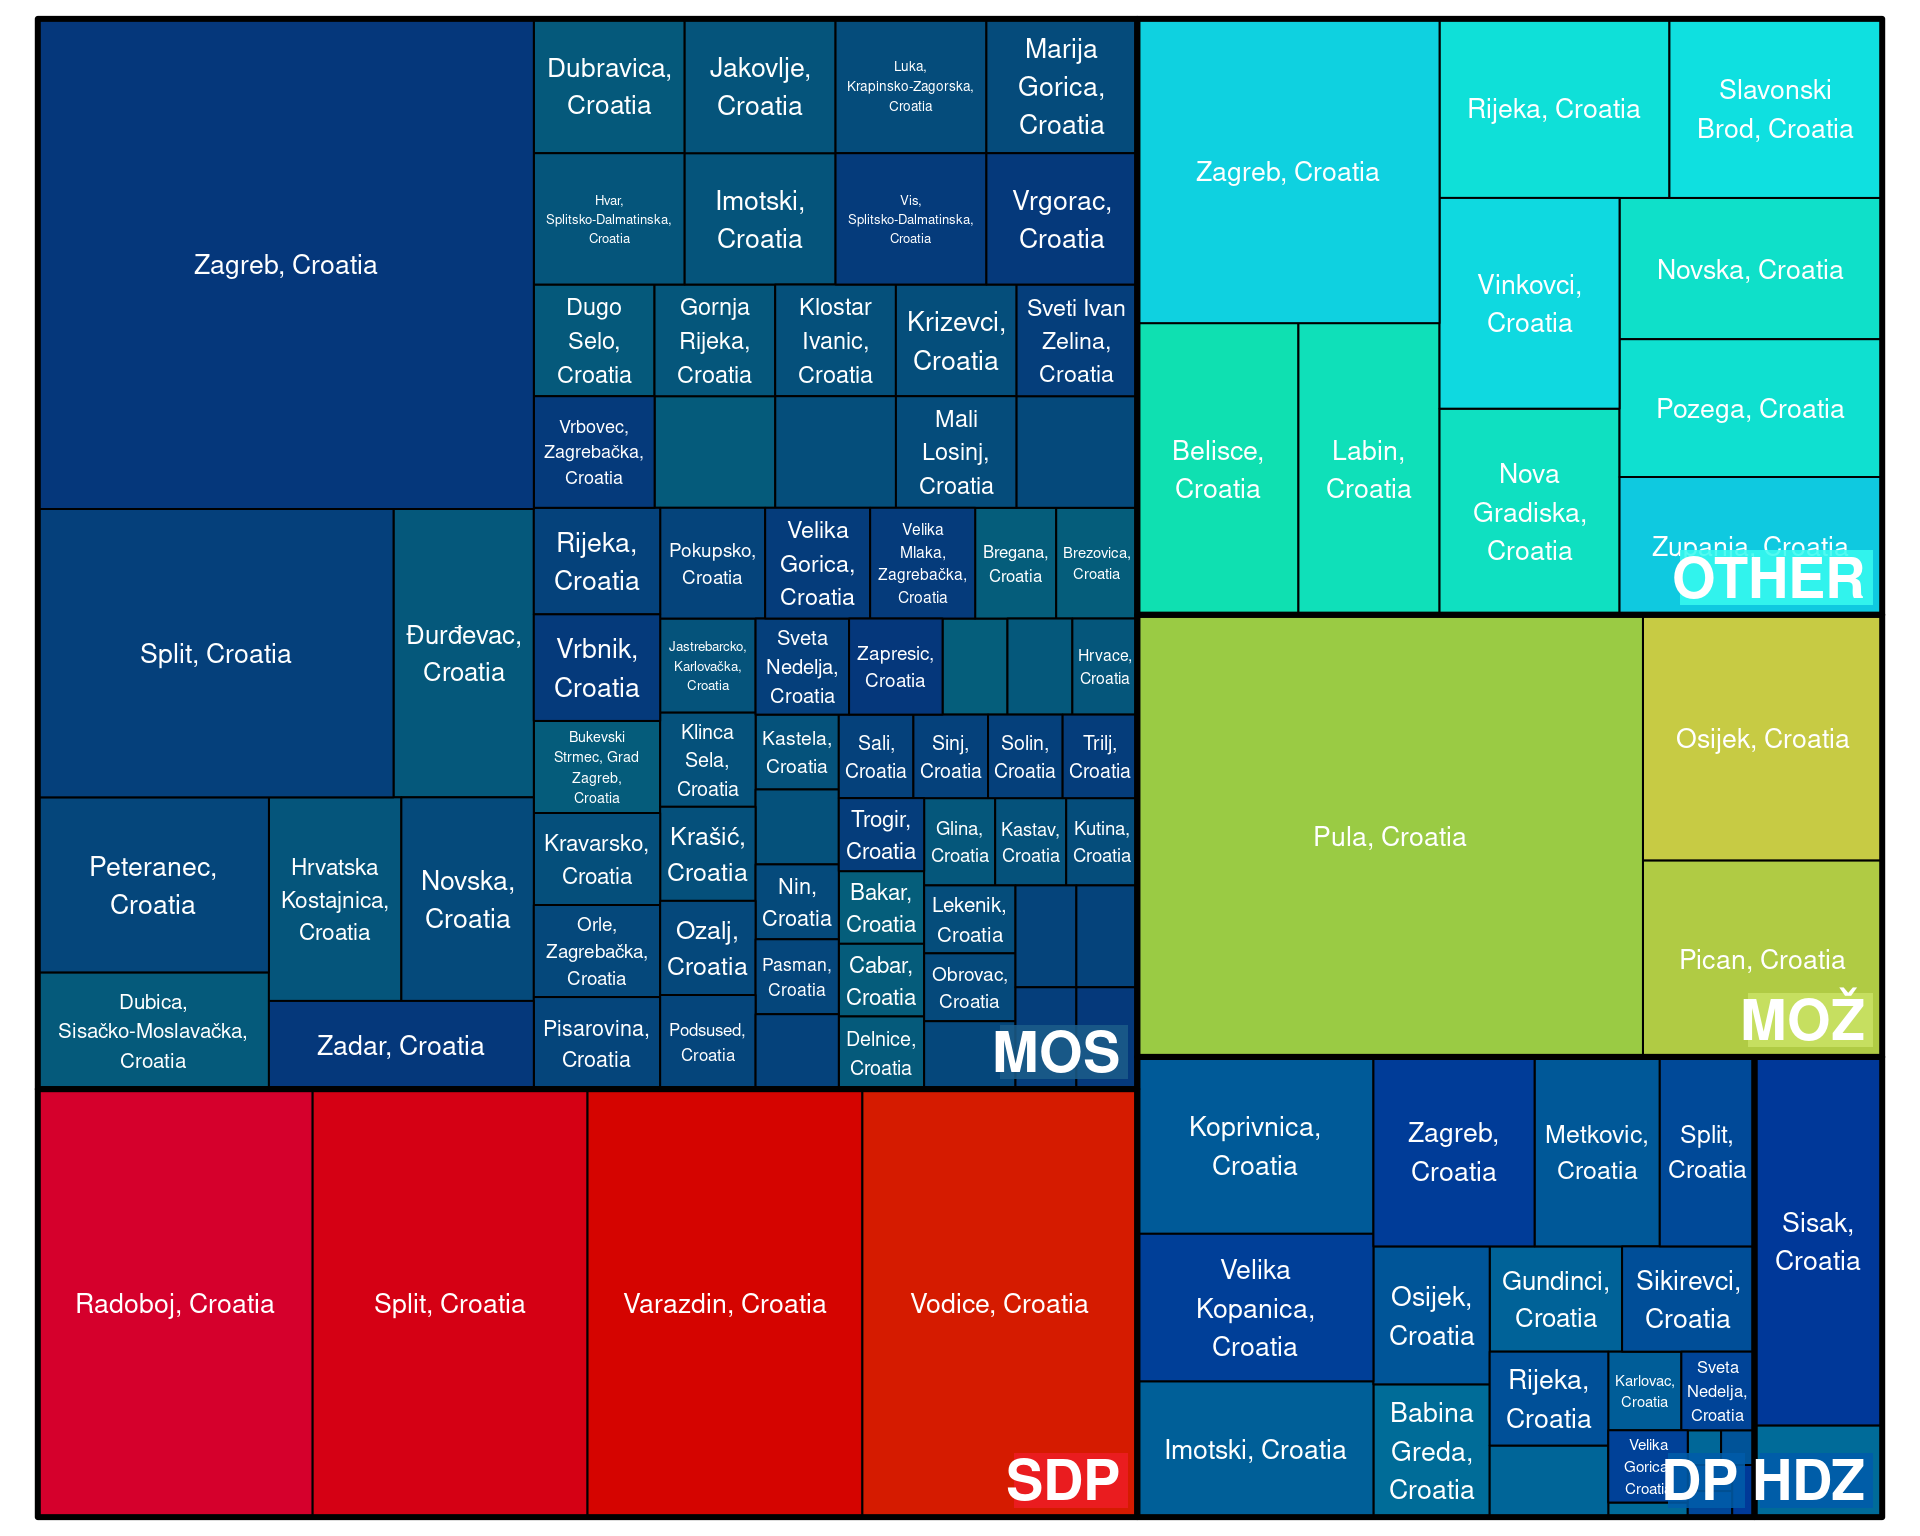 Zagreb, Croatia
Split, Croatia
Đurđevac,
Croatia
Peteranec,
Croatia
Hrvatska
Kostajnica,
Croatia
Novska,
Croatia
Dubica,
Sisačko-Moslavačka,
Croatia
Zadar, Croatia
Dubravica,
Croatia
Jakovlje,
Croatia
Luka,
Krapinsko-Zagorska,
Croatia
Marija
Gorica,
Croatia
Hvar,
Splitsko-Dalmatinska,
Croatia
Imotski,
Croatia
Vis,
Splitsko-Dalmatinska,
Croatia
Vrgorac,
Croatia
Dugo
Selo,
Croatia
Gornja
Rijeka,
Croatia
Klostar
Ivanic,
Croatia
Krizevci,
Croatia
Sveti Ivan
Zelina,
Croatia
Vrbovec,
Zagrebačka,
Croatia
Mali
Losinj,
Croatia
Rijeka,
Croatia
Pokupsko,
Croatia
Velika
Gorica,
Croatia
Velika
Mlaka,
Zagrebačka,
Croatia
Bregana,
Croatia
Brezovica,
Croatia
Vrbnik,
Croatia
Jastrebarcko,
Karlovačka,
Croatia
Sveta
Nedelja,
Croatia
Zapresic,
Croatia
Hrvace,
Croatia
Bukevski
Strmec, Grad
Zagreb,
Croatia
Klinca
Sela,
Croatia
Kastela,
Croatia
Sali,
Croatia
Sinj,
Croatia
Solin,
Croatia
Trilj,
Croatia
Kravarsko,
Croatia
Krašić,
Croatia
Trogir,
Croatia
Glina,
Croatia
Kastav,
Croatia
Kutina,
Croatia
Nin,
Croatia
Bakar,
Croatia
Lekenik,
Croatia
Orle,
Zagrebačka,
Croatia
Ozalj,
Croatia
Pasman,
Croatia
Cabar,
Croatia
Obrovac,
Croatia
Pisarovina,
Croatia
Podsused,
Croatia
Delnice,
Croatia
MOS
Radoboj, Croatia
Split, Croatia
Varazdin, Croatia
Vodice, Croatia
SDP
Zagreb, Croatia
Rijeka, Croatia
Slavonski
Brod, Croatia
Vinkovci,
Croatia
Novska, Croatia
Pozega, Croatia
Belisce,
Croatia
Labin,
Croatia
Nova
Gradiska,
Croatia
Zupanja, Croatia
OTHER
Pula, Croatia
Osijek, Croatia
Pican, Croatia
MOŽ
Koprivnica,
Croatia
Zagreb,
Croatia
Metkovic,
Croatia
Split,
Croatia
Velika
Kopanica,
Croatia
Osijek,
Croatia
Gundinci,
Croatia
Sikirevci,
Croatia
Imotski, Croatia
Babina
Greda,
Croatia
Rijeka,
Croatia
Karlovac,
Croatia
Sveta
Nedelja,
Croatia
Velika
Gorica,
Croatia
DP
Sisak,
Croatia
HDZ